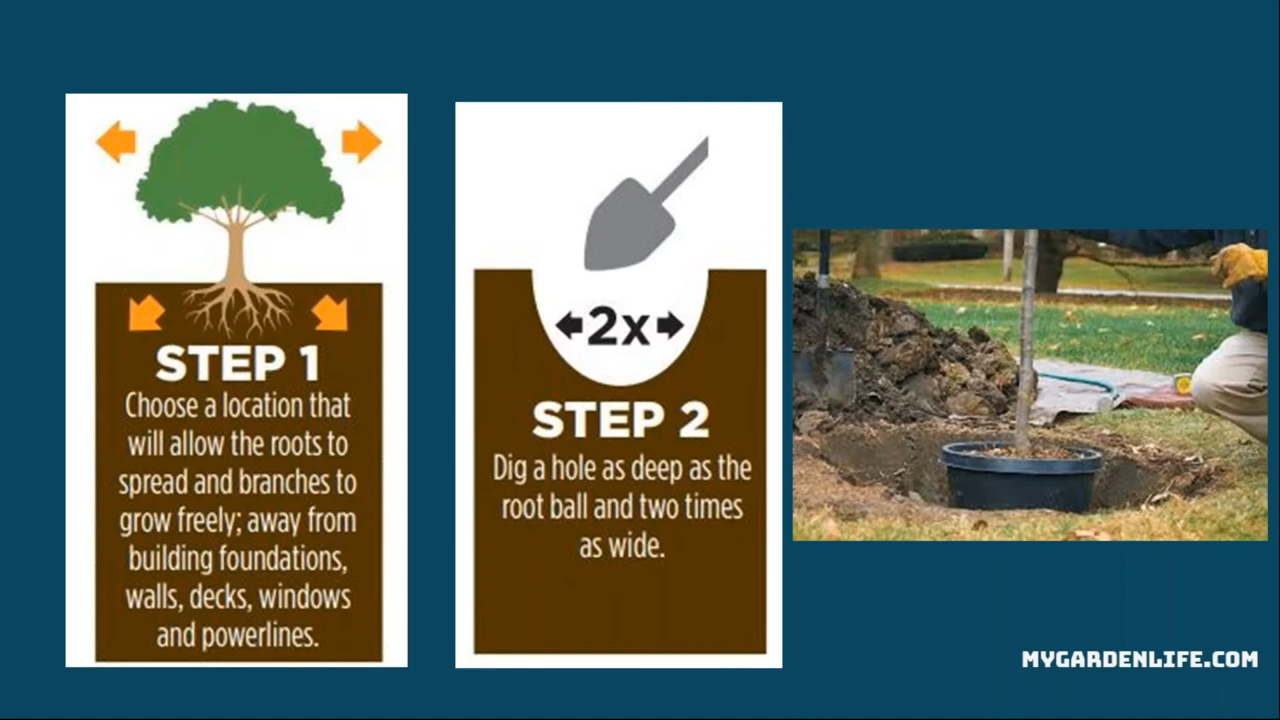 STEP 1
Choose a location that
will allow the roots to
spread and branches to
grow freely; away from
building foundations,
walls, decks, windows
and powerlines.
2x
STEP 2
Dig a hole as deep as the
root ball and two times
as wide.
MYGARDENLIFE.COM